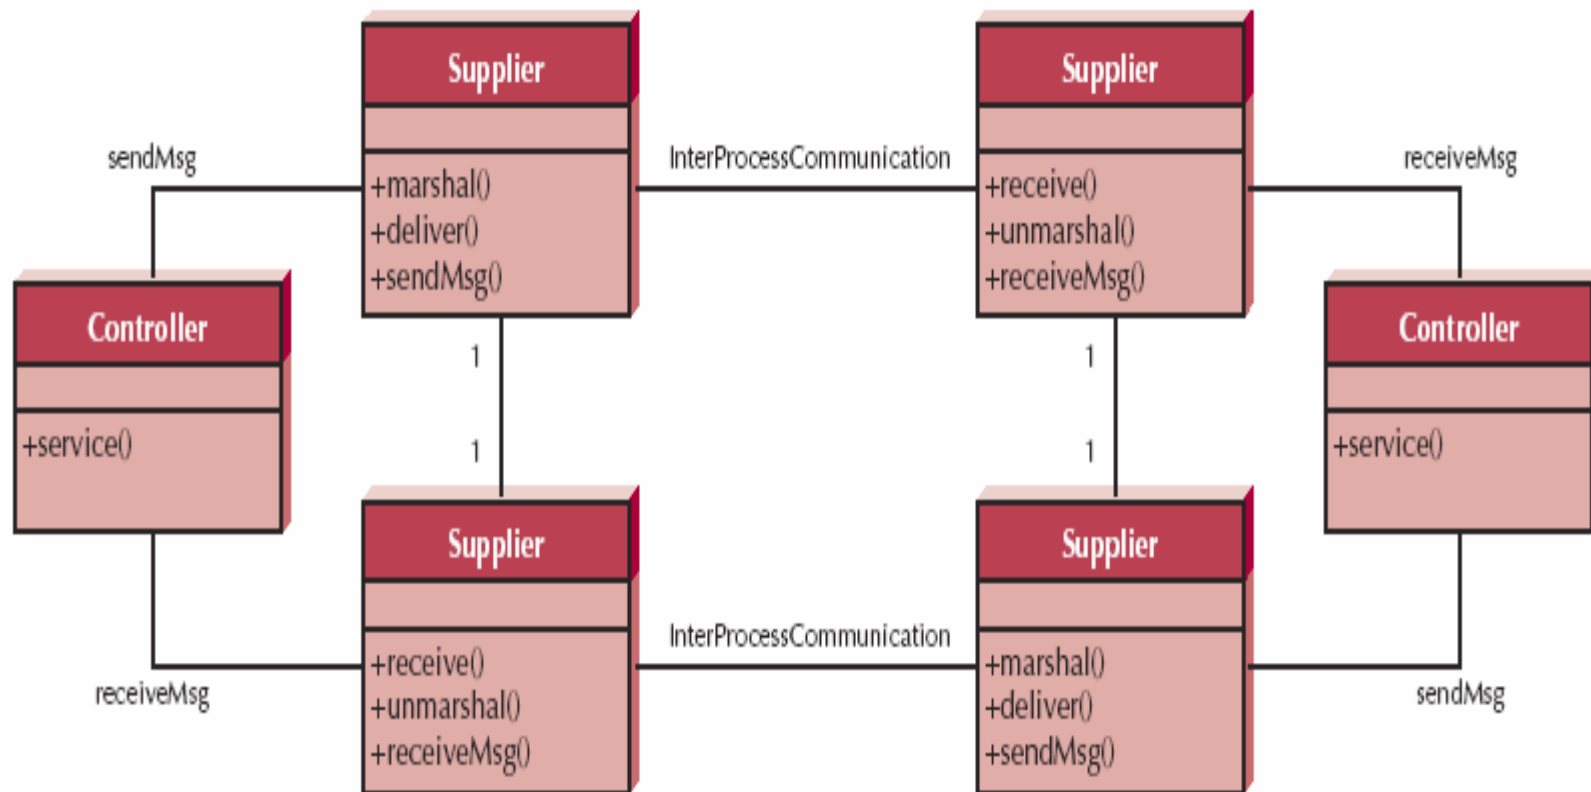 Supplier
Supplier
sendMsg
InterProcessCommunication
receiveMsg
+marshal()
+deliver()
+sendMsg()
+receive()
+unmarshal()
+receiveMsg()
Controller
Controller
+service()
+service()
1
1
1
1
Supplier
Supplier
InterProcessCommunication
receiveMsg
sendMsg
+receive()
+unmarshal()
+receiveMsg()
+marshal()
+deliver()
+sendMsg()